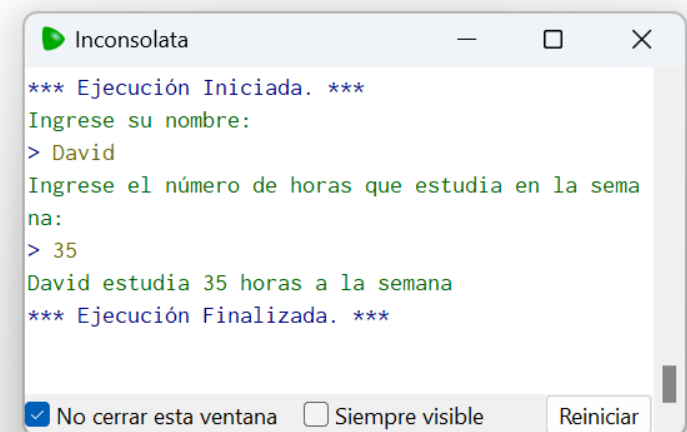 Inconsolata
*** Ejecución Iniciada. ***
Ingrese su nombre:
> David
Ingrese el número de horas que estudia en la sema
na:
> 35
David estudia 35 horas a la semana
*** Ejecución Finalizada. ***
No cerrar esta ventana Siempre visible Reiniciar